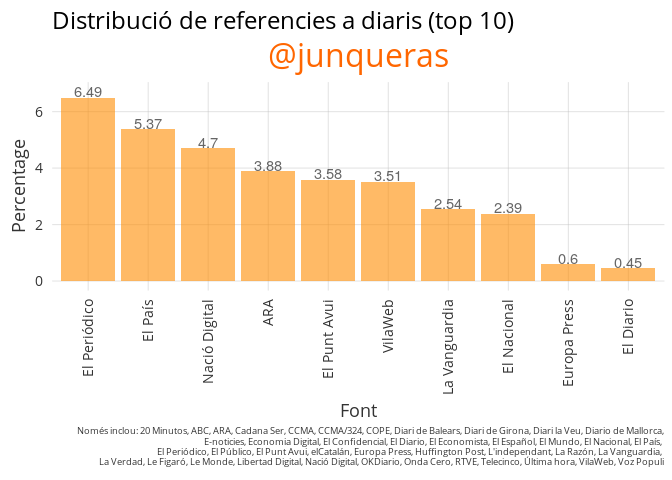 Distribució de referencies a diaris (top 10)
@junqueras
Percentage
6
4
2
0
6.49
5.37
4.7
3.88
3.58
3.51
2.54
2.39
0.6
0.45
El Periódico
El País
Nació Digital
ARA
El Punt Avui
VilaWeb
La Vanguardia
El Nacional
Europa Press
El Diario
Font
Només inclou: 20 Minutos, ABC, ARA, Cadana Ser, CCMA, CCMA/324, COPE, Diari de Balears, Diari de Girona, Diari la Veu, Diario de Mallorca,
E-noticies, Economia Digital, El Confidencial, El Diario, El Economista, El Español, El Mundo, El Nacional, El País,
El Periódico, El Público, El Punt Avui, elCatalán, Europa Press, Huffington Post, L'independant, La Razón, La Vanguardia,
La Verdad, Le Figaró, Le Monde, Libertad Digital, Nació Digital, OKDiario, Onda Cero, RTVE, Telecinco, Última hora, VilaWeb, Voz Populi